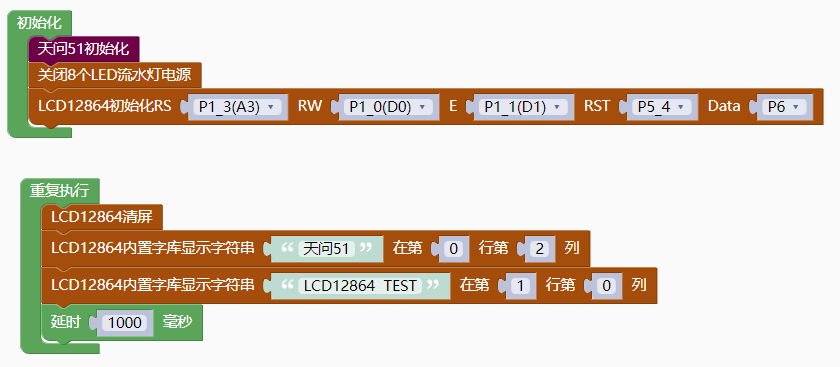 初始化
天问51初始化
关闭8个LED流水灯电源
LCD12864初始化RS P1_3(A3) RW P1_0(D0) E P1_1(D1) RST P5_4 Data P6
重复执行
LCD12864清屏
LCD12864内置字库显示字符串 “ 天问51 ” 在第 0 行第 2 列
LCD12864内置字库显示字符串 “ LCD12864 TEST ” 在第 1 行第 0 列
延时 1000 毫秒